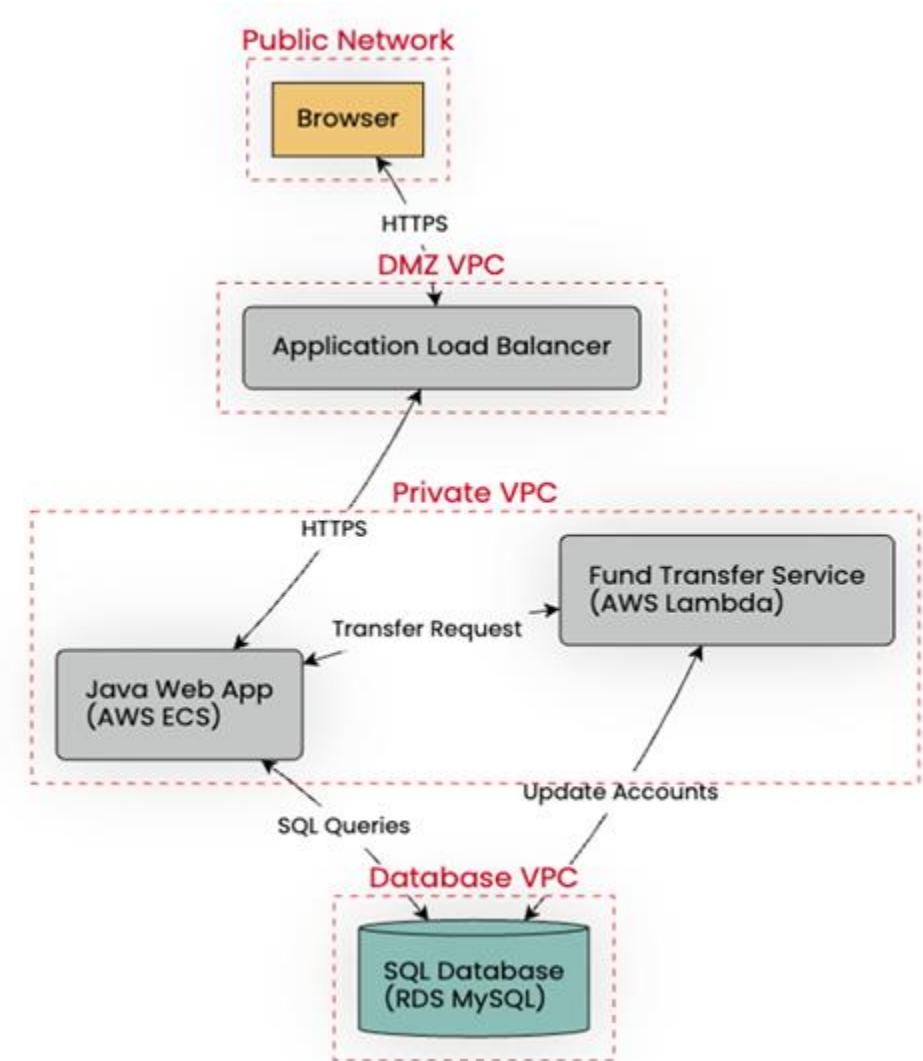 Public Network
Browser
HTTPS
DMZ VPC
Application Load Balancer
Private VPC
HTTPS
Fund Transfer Service
(AWS Lambda)
Transfer Request
Java Web App
(AWS ECS)
Update Accounts
SQL Queries
Database VPC
SQL Database
(RDS MySQL)